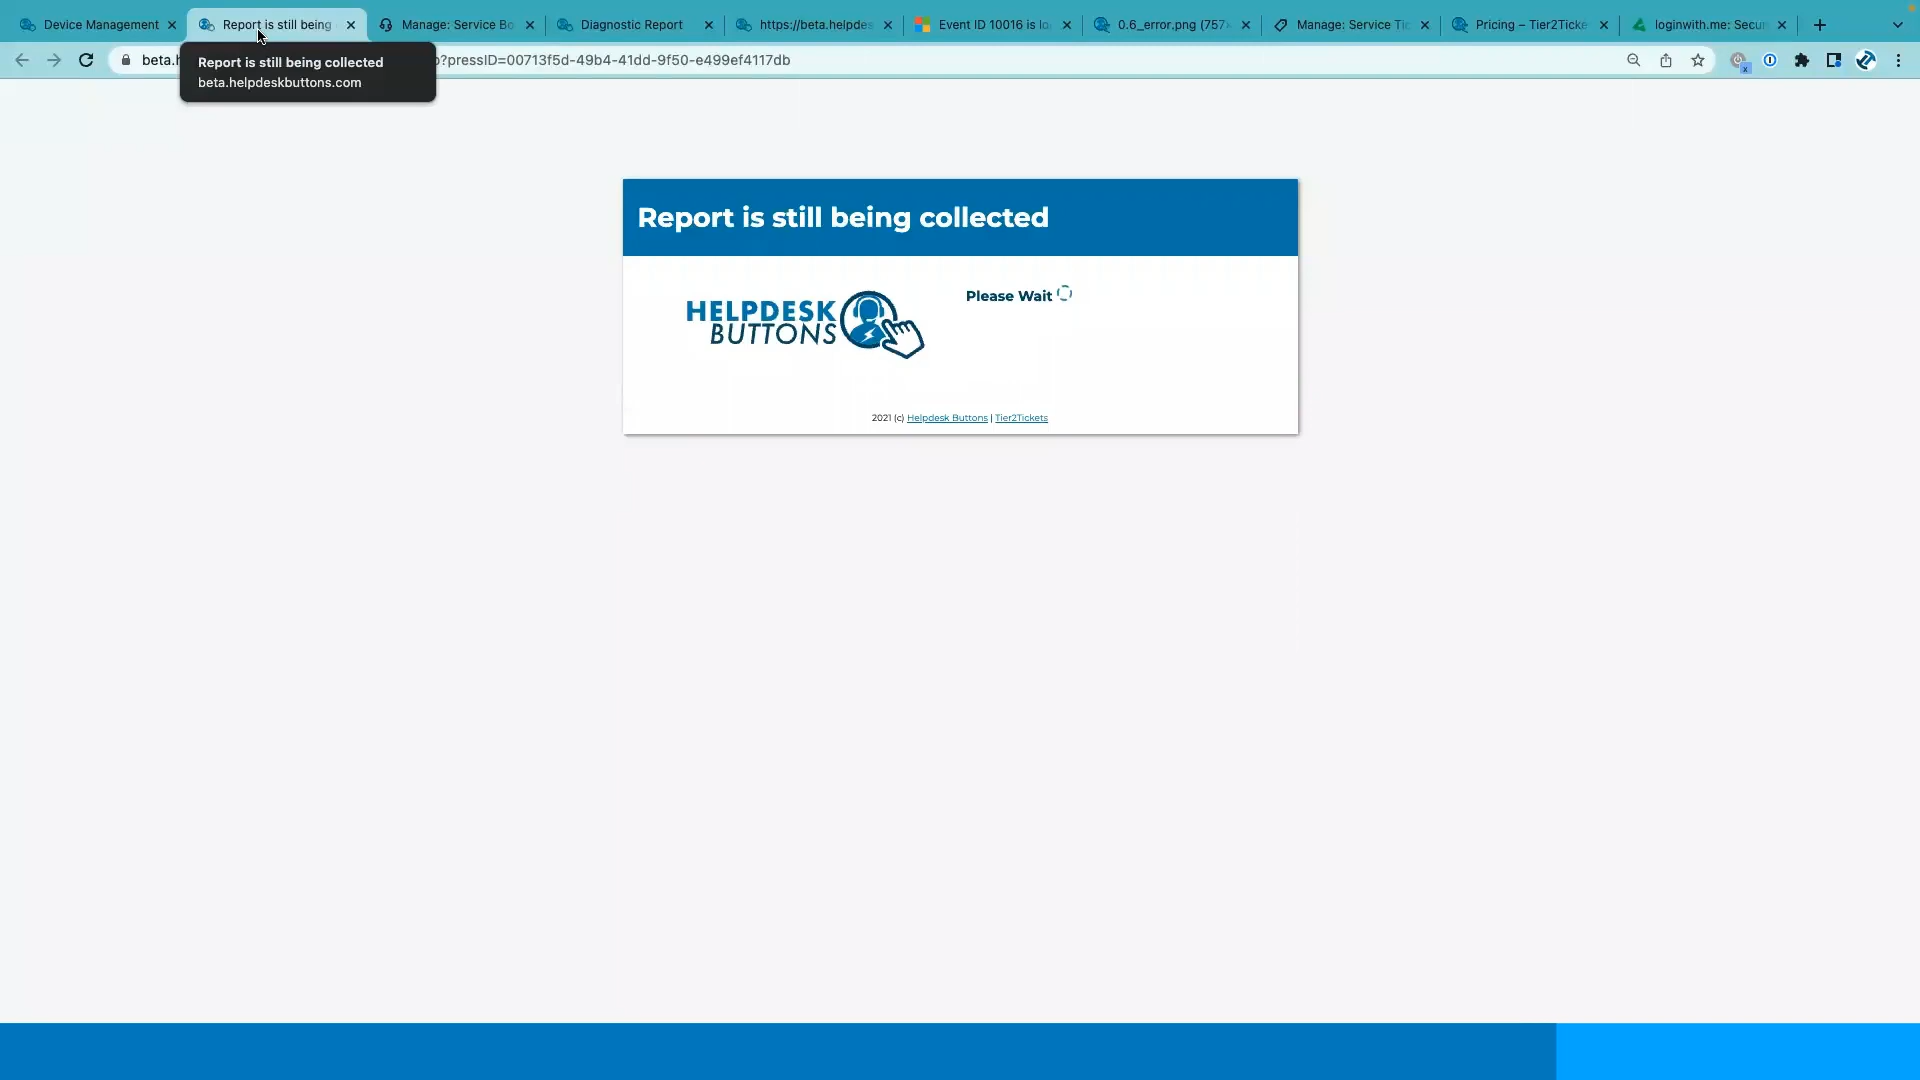 Device Management
Report is still being
Manage: Service Bo
Diagnostic Report
https://beta.helpdes
Event ID 10016 is lo
0.6_error.png (757×
Manage: Service Tic
Pricing – Tier2Ticke
loginwith.me: Secur
beta.h
o?pressID=00713f5d-49b4-41dd-9f50-e499ef4117db
Report is still being collected
beta.helpdeskbuttons.com
Report is still being collected
HELPDESK
BUTTONS
Please Wait
2021 (c) Helpdesk Buttons | Tier2Tickets